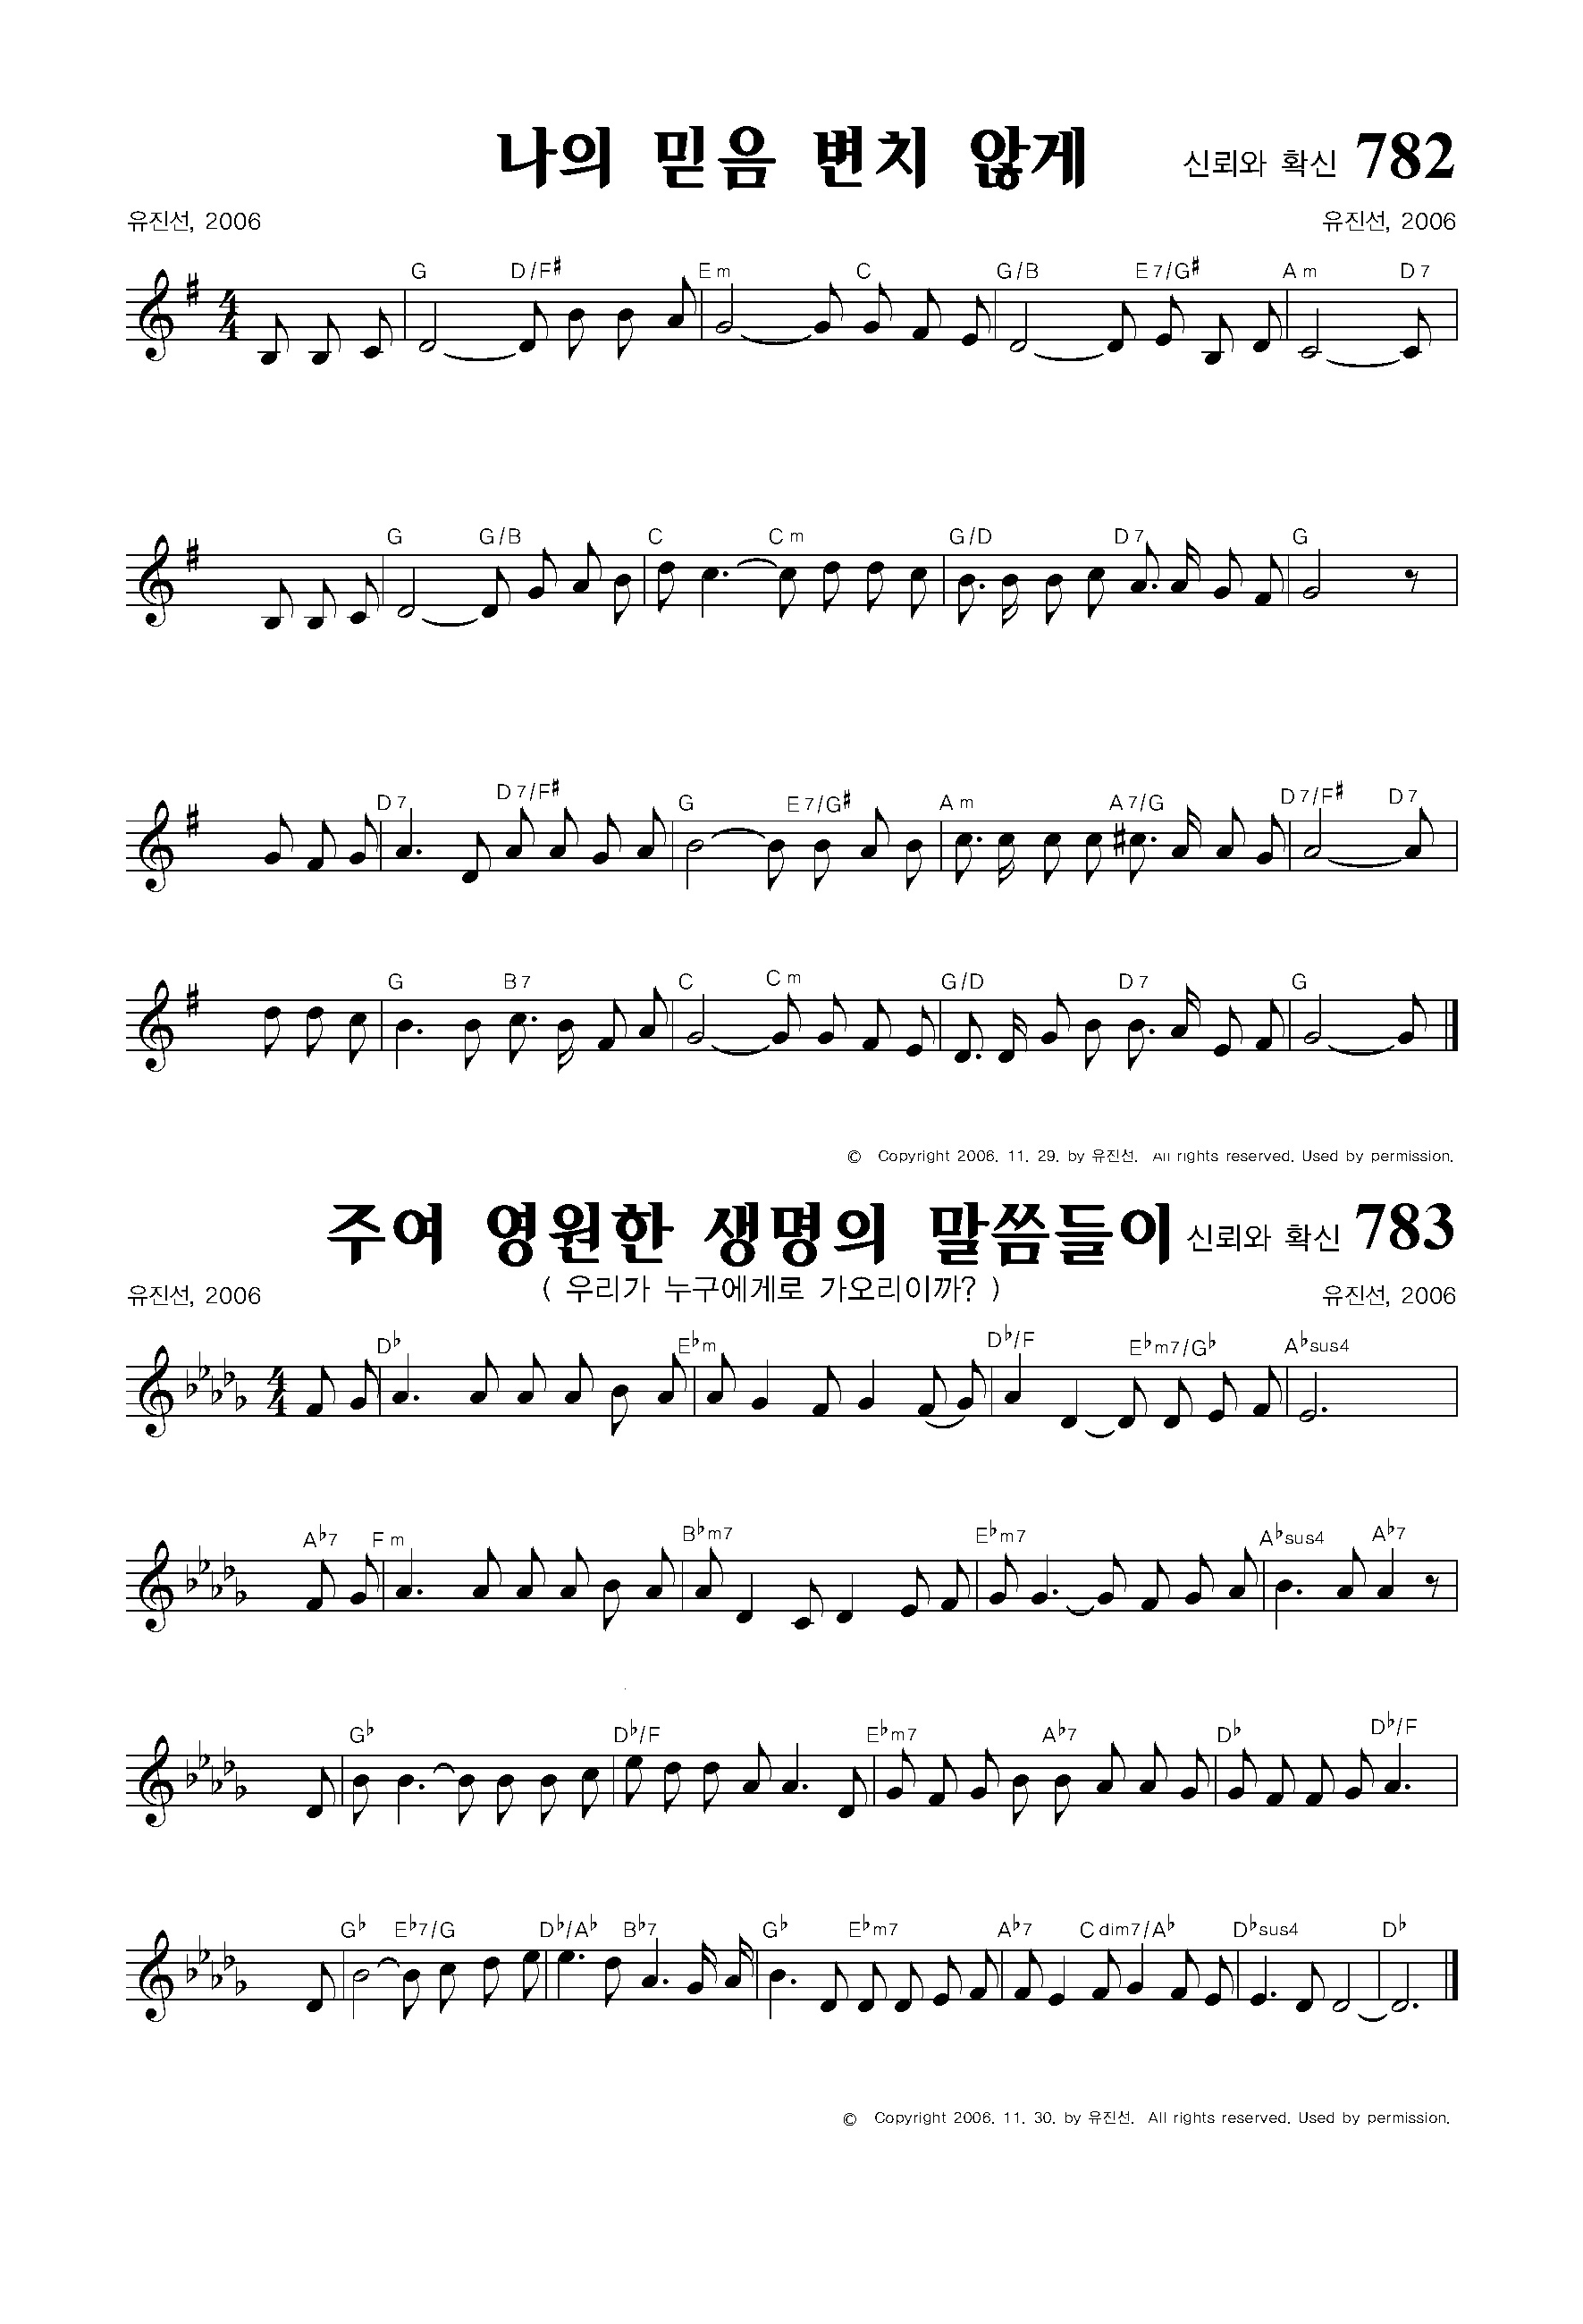 나의 믿음 변치 않게 신뢰와 확신 782
유진선, 2006 유진선, 2006
G D/F♯ Em C G/B E7/G♯ Am D7
4/4
G G/B C Cm G/D D7 G
D7 D7/F♯ G E7/G♯ Am A7/G D7/F♯ D7
G B7 C Cm G/D D7 G
© Copyright 2006. 11. 29. by 유진선. All rights reserved. Used by permission.
주여 영원한 생명의 말씀들이 신뢰와 확신 783
( 우리가 누구에게로 가오리이까? )
유진선, 2006 유진선, 2006
D♭ E♭m D♭/F E♭m7/G♭ A♭sus4
4/4
A♭7 Fm B♭m7 E♭m7 A♭sus4 A♭7
G♭ D♭/F E♭m7 A♭7 D♭ D♭/F
G♭ E♭7/G D♭/A♭ B♭7 G♭ E♭m7 A♭7 Cdim7/A♭ D♭sus4 D♭
© Copyright 2006. 11. 30. by 유진선. All rights reserved. Used by permission.